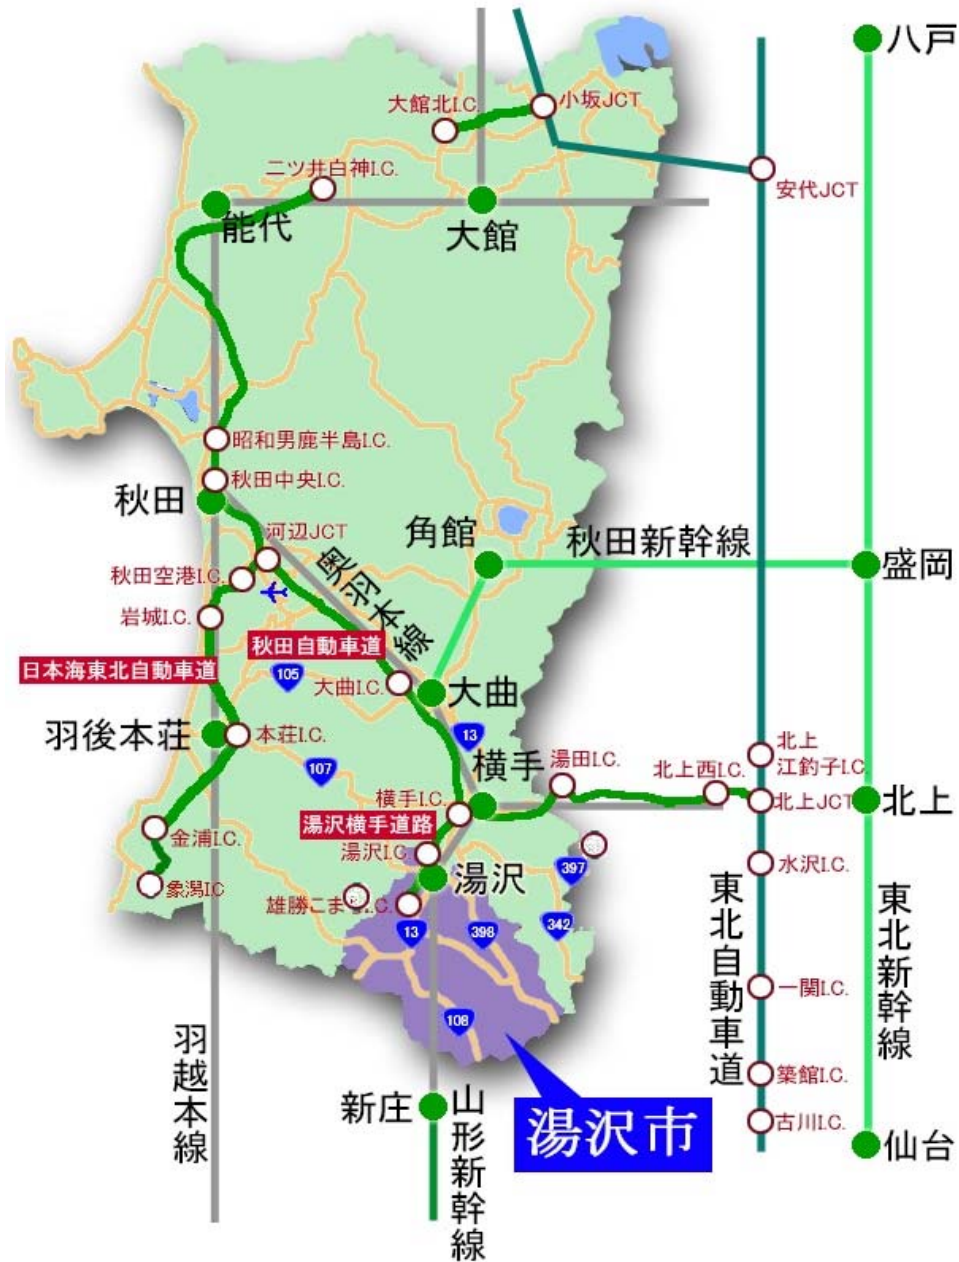 八戸
大館北I.C.
小坂JCT
二ツ井白神I.C.
安代JCT
能代
大館
昭和男鹿半島I.C.
秋田中央I.C.
秋田
河辺JCT
角館
秋田新幹線
盛岡
奥羽本線
秋田空港I.C.
岩城I.C.
秋田自動車道
日本海東北自動車道
105
大曲I.C.
大曲
羽後本荘
本荘I.C.
13
横手
湯田I.C.
北上西I.C.
北上
江釣子I.C.
107
横手I.C.
北上JCT
北上
湯沢横手道路
金浦I.C.
湯沢I.C
397
水沢I.C.
象潟IC
湯沢
雄勝こまちI.C.
13
398
342
東北自動車道
東北新幹線
一関I.C.
108
羽越本線
築館I.C.
新庄
山形新幹線
湯沢市
古川I.C.
仙台